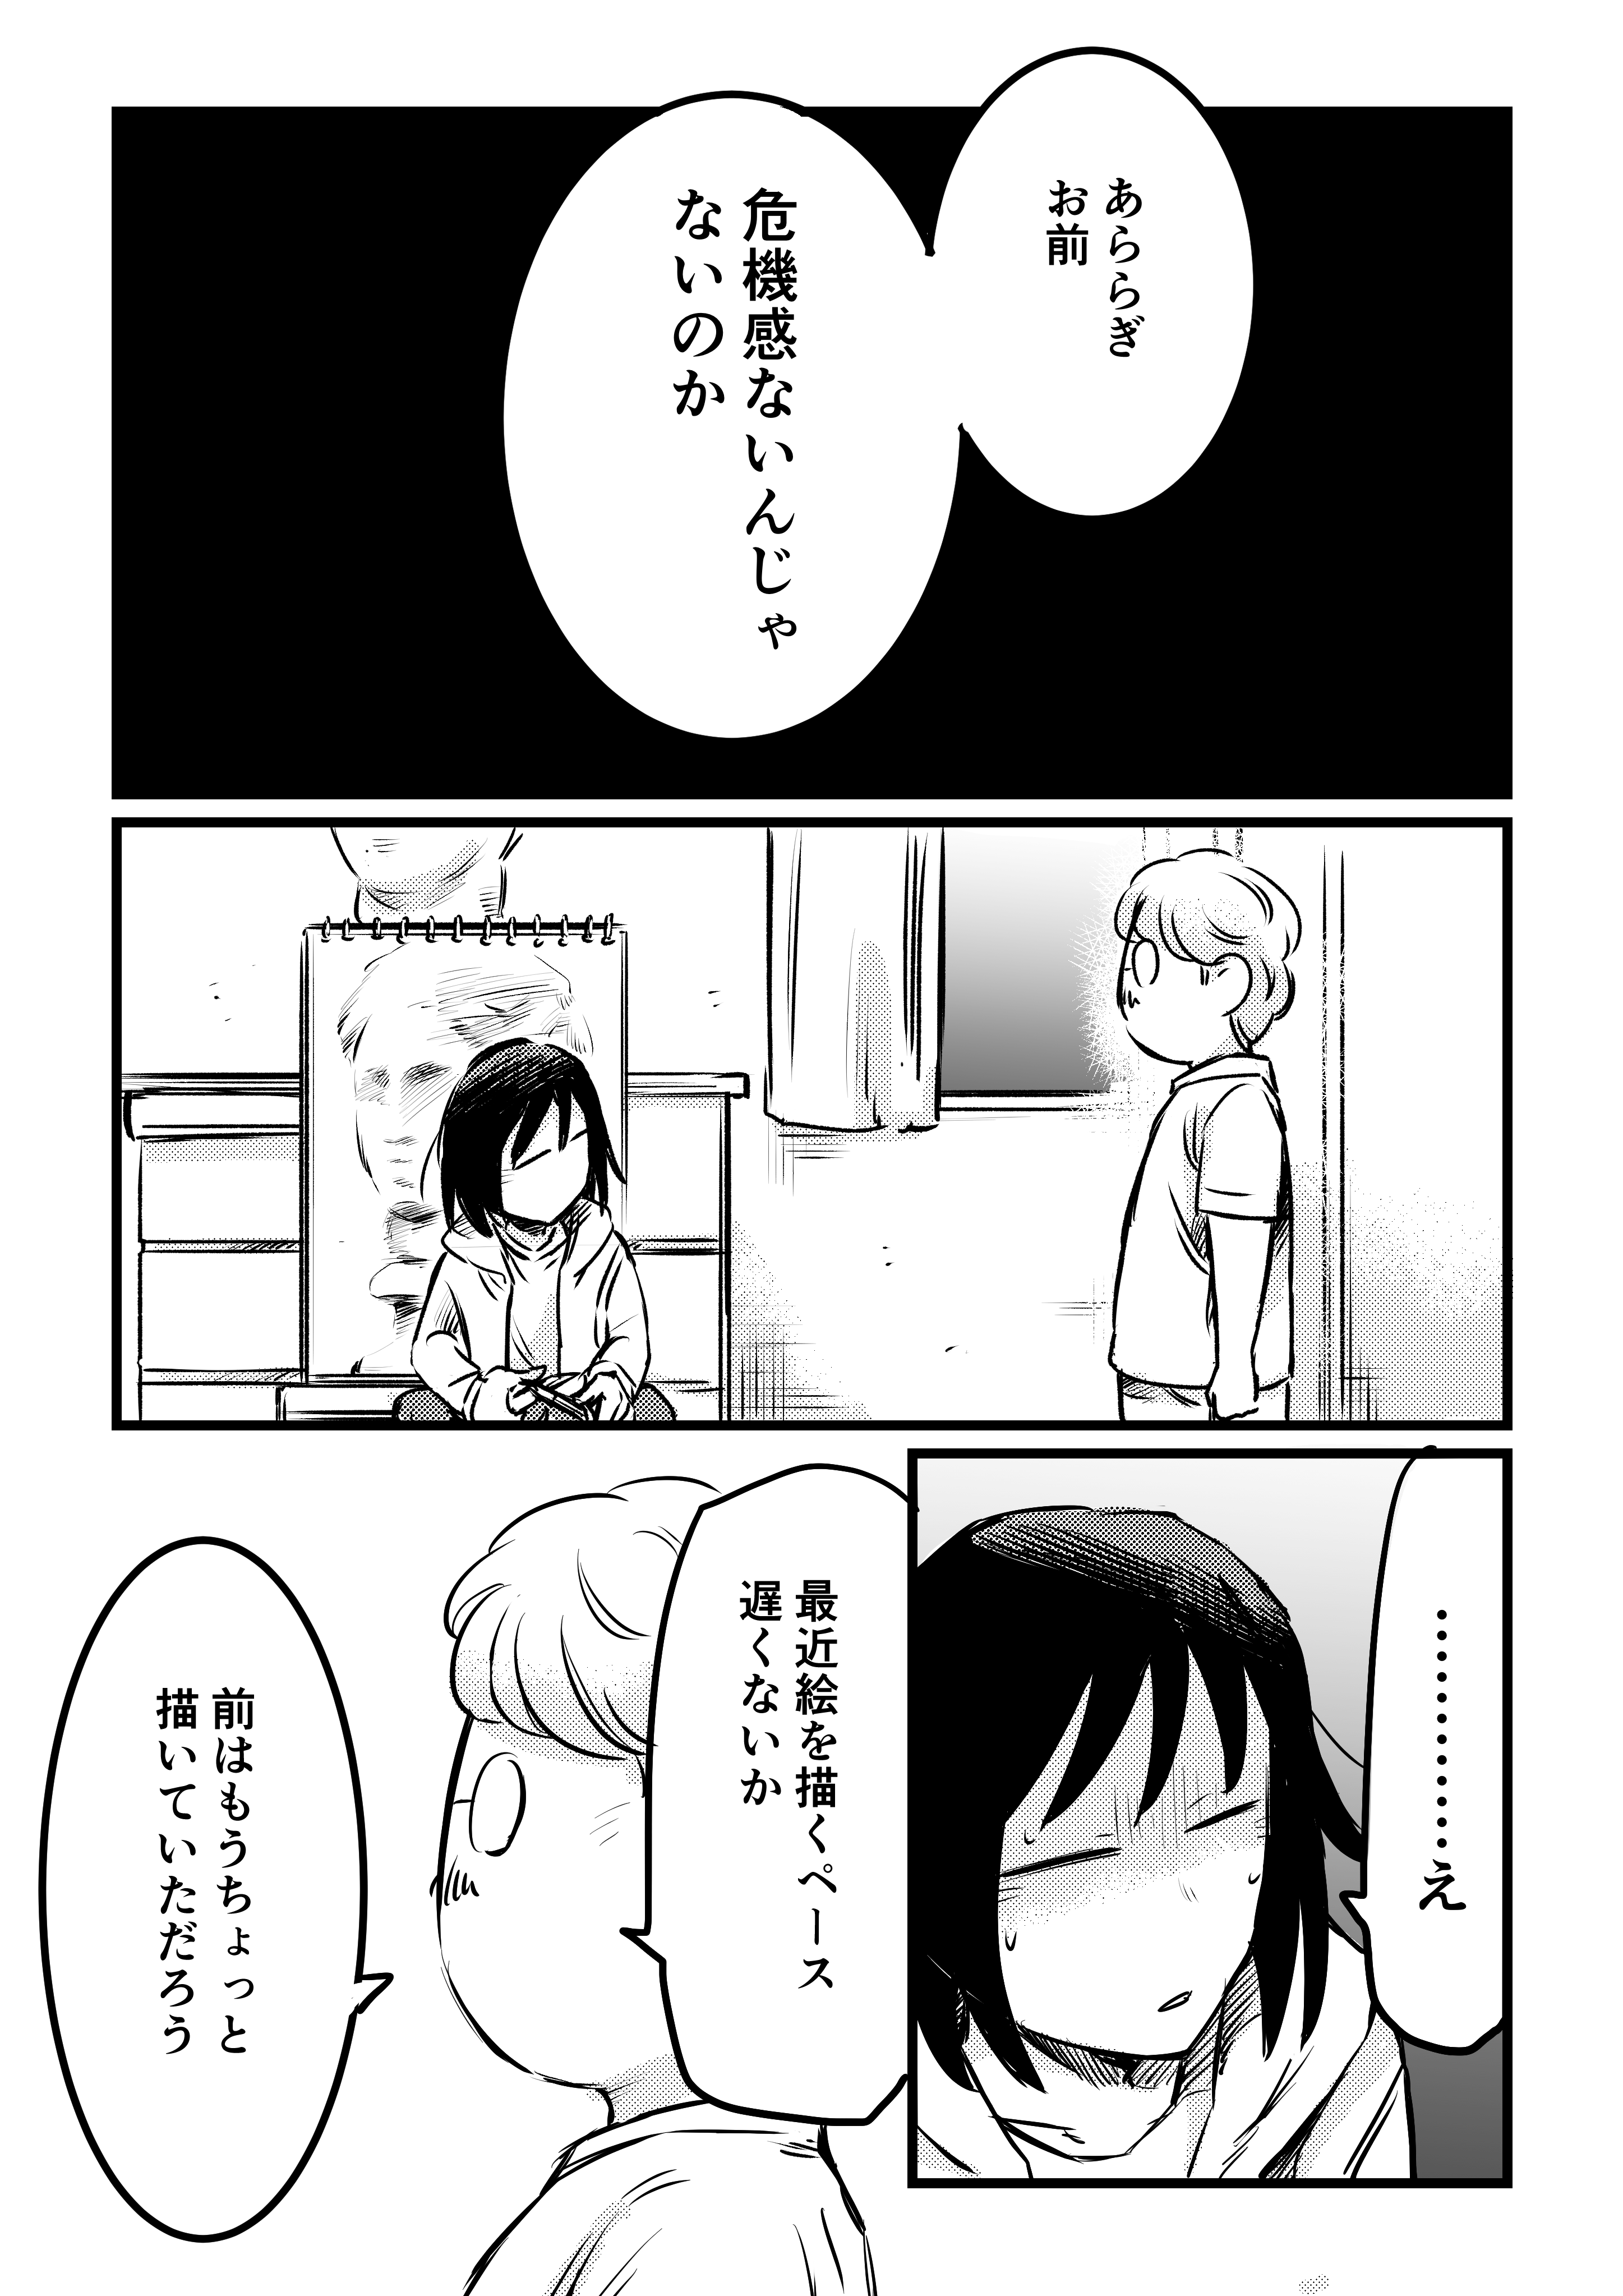 あららぎ
お前
危機感ないんじゃ
ないのか
…………え
最近絵を描くペース
遅くないか
前はもうちょっと
描いていただろう